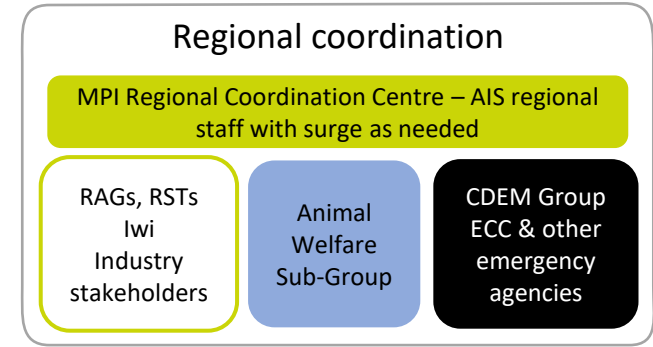 Regional coordination
MPI Regional Coordination Centre – AIS regional
staff with surge as needed
RAGs, RSTs
Iwi
Industry
stakeholders
Animal
Welfare
Sub-Group
CDEM Group
ECC & other
emergency
agencies